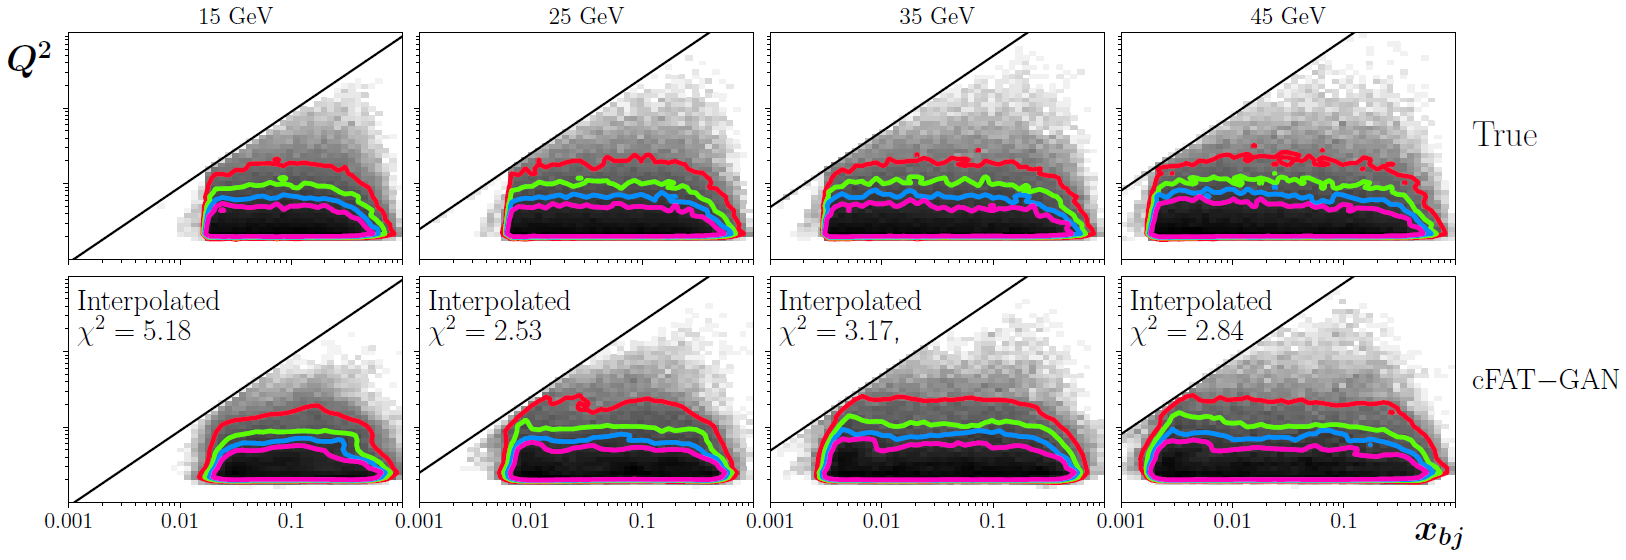 15 GeV 25 GeV 35 GeV 45 GeV
Q²
True
Interpolated Interpolated Interpolated Interpolated
χ² = 5.18 χ² = 2.53 χ² = 3.17, χ² = 2.84
cFAT−GAN
0.001 0.01 0.1 0.001 0.01 0.1 0.001 0.01 0.1 0.001 0.01 0.1
x_{bj}